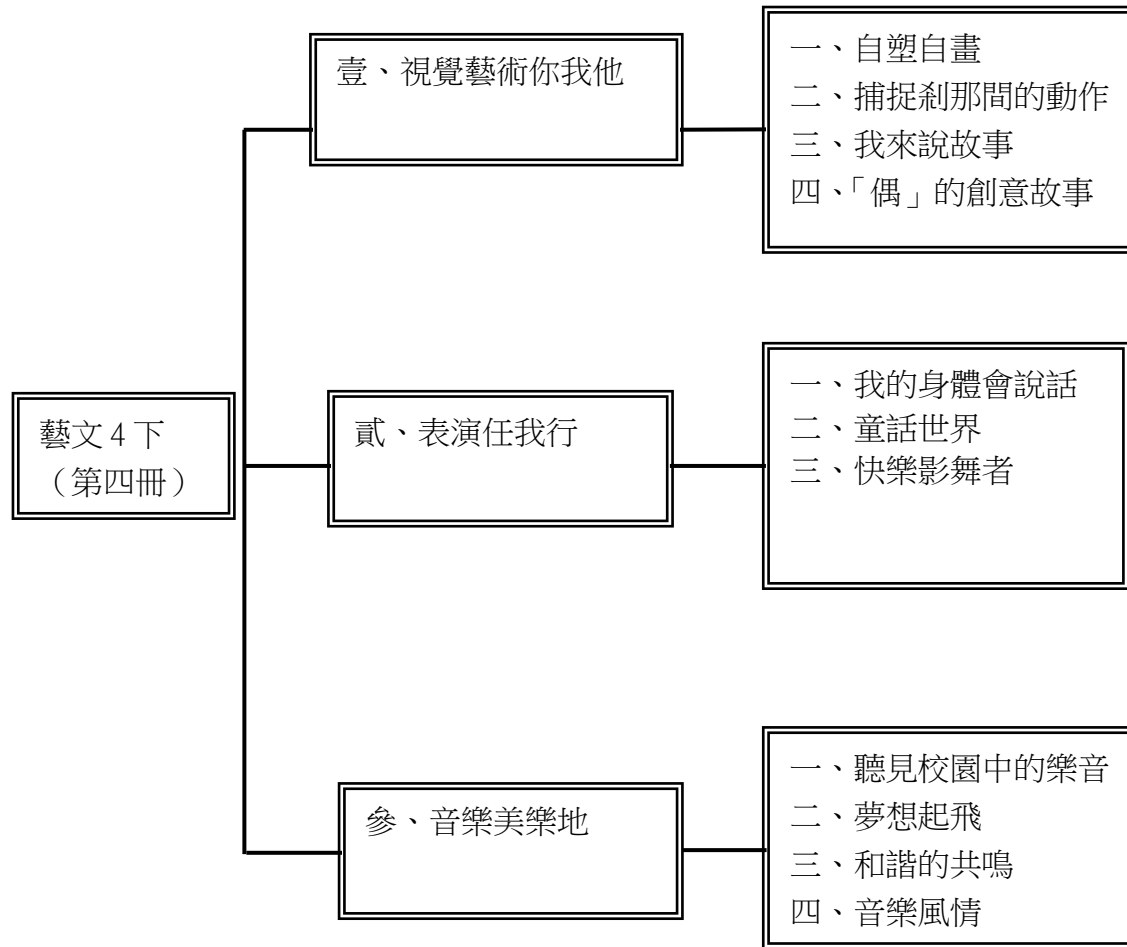 壹、視覺藝術你我他
一、自塑自畫
二、捕捉剎那間的動作
三、我來說故事
四、「偶」的創意故事
藝文4下
（第四冊）
貳、表演任我行
一、我的身體會說話
二、童話世界
三、快樂影舞者
參、音樂美樂地
一、聽見校園中的樂音
二、夢想起飛
三、和諧的共鳴
四、音樂風情